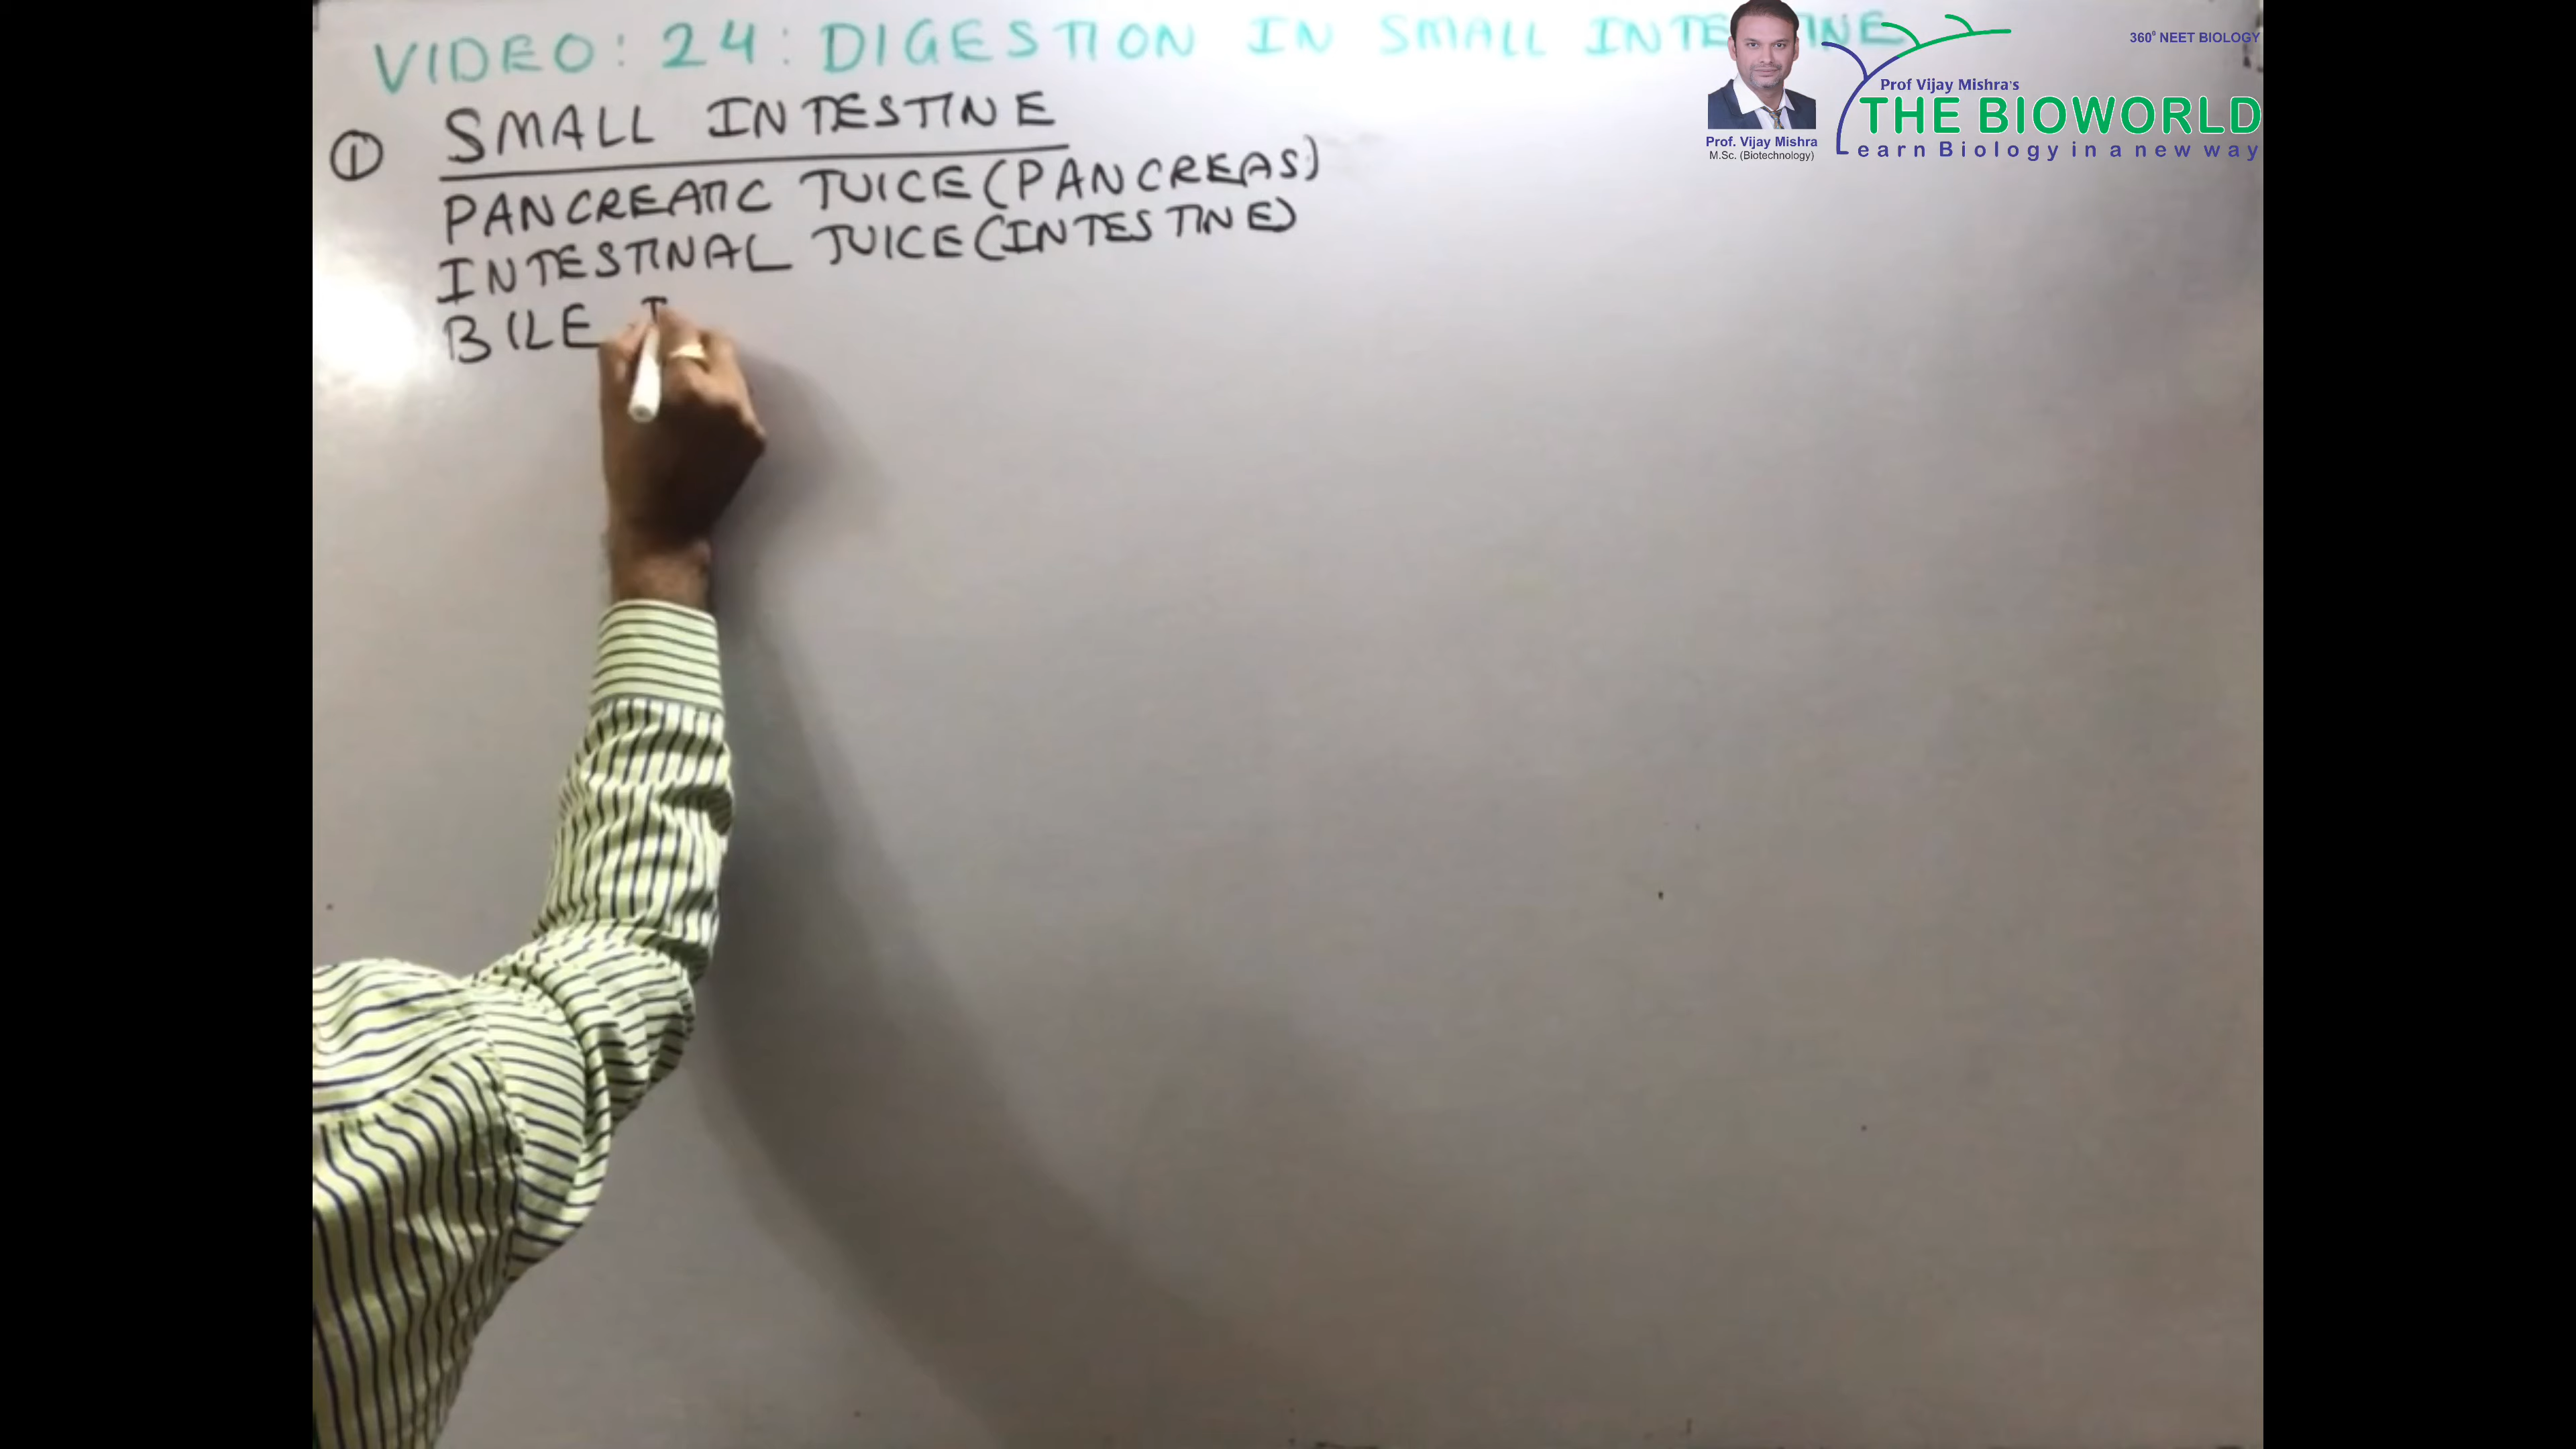 VIDEO: 24: DIGESTION IN SMALL INTESTINE
360° NEET BIOLOGY
Prof Vijay Mishra's
THE BIOWORLD
Learn Biology in a new way
Prof. Vijay Mishra
M.Sc. (Biotechnology)
① SMALL INTESTINE
PANCREATIC JUICE (PANCREAS)
INTESTINAL JUICE (INTESTINE)
BILE